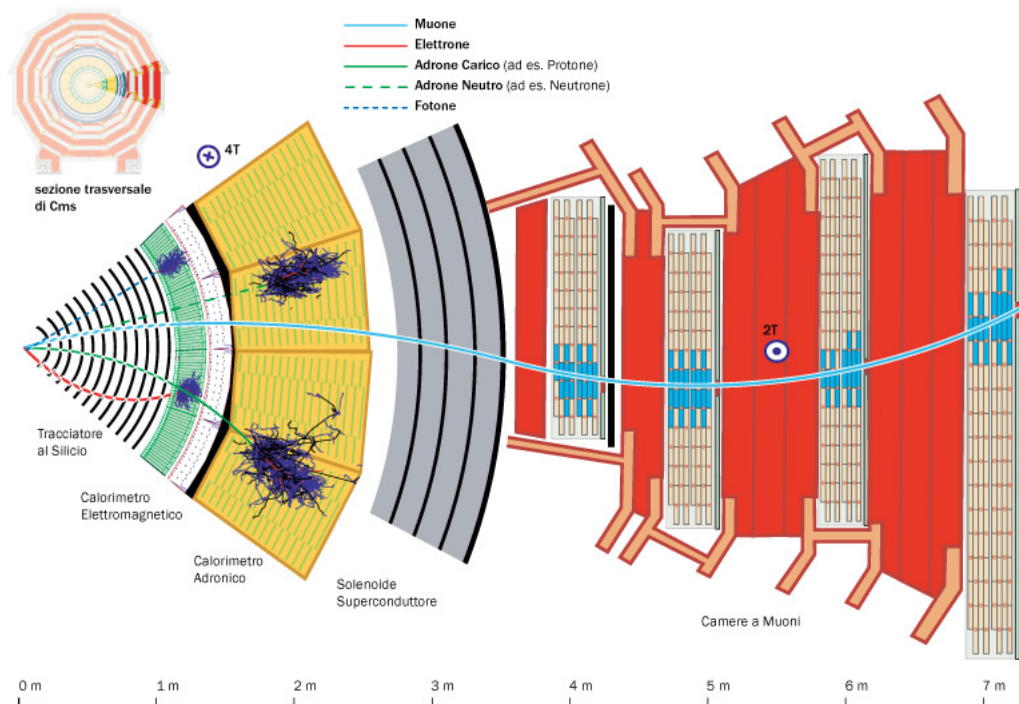 Muone
Elettrone
Adrone Carico (ad es. Protone)
Adrone Neutro (ad es. Neutrone)
Fotone
4T
sezione trasversale
di Cms
2T
Tracciatore
al Silicio
Calorimetro
Elettromagnetico
Calorimetro
Adronico
Solenoide
Superconduttore
Camere a Muoni
0 m
1 m
2 m
3 m
4 m
5 m
6 m
7 m